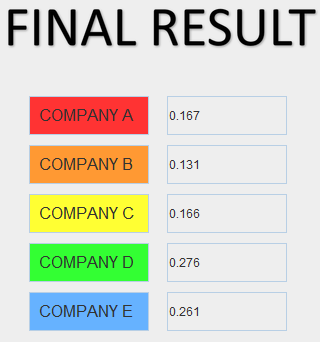 FINAL RESULT
COMPANY A 0.167
COMPANY B 0.131
COMPANY C 0.166
COMPANY D 0.276
COMPANY E 0.261